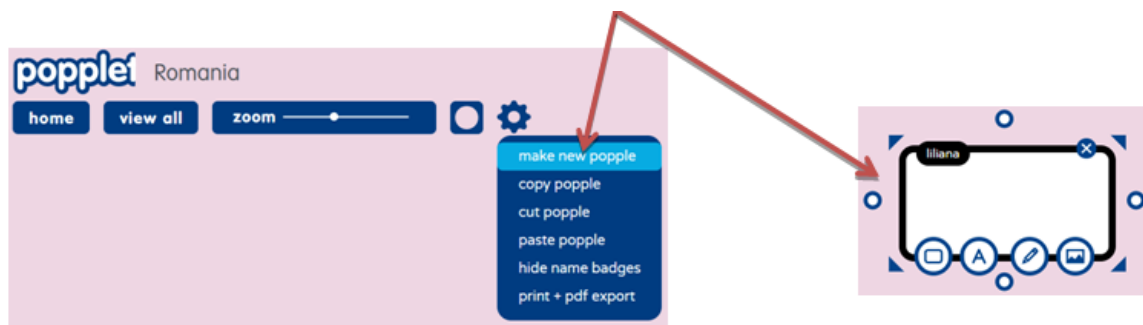 popplet Romania
home view all zoom
make new popple
copy popple
cut popple
paste popple
hide name badges
print + pdf export
liliana
A